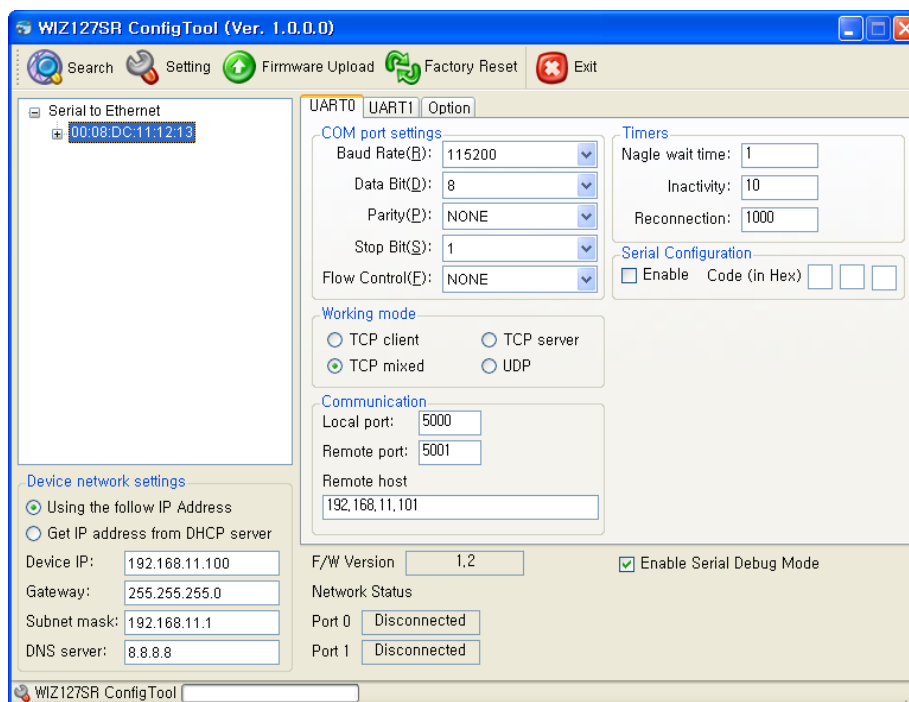 WIZ127SR ConfigTool (Ver. 1.0.0.0)
Search Setting Firmware Upload Factory Reset Exit
Serial to Ethernet
00:08:DC:11:12:13
UART0 UART1 Option
COM port settings
Baud Rate(R): 115200
Data Bit(D): 8
Parity(P): NONE
Stop Bit(S): 1
Flow Control(F): NONE
Timers
Nagle wait time: 1
Inactivity: 10
Reconnection: 1000
Serial Configuration
Enable Code (in Hex)
Working mode
TCP client TCP server
TCP mixed UDP
Communication
Local port: 5000
Remote port: 5001
Remote host
192,168,11,101
Device network settings
Using the follow IP Address
Get IP address from DHCP server
Device IP: 192.168.11.100
Gateway: 255.255.255.0
Subnet mask: 192.168.11.1
DNS server: 8.8.8.8
F/W Version 1,2
Enable Serial Debug Mode
Network Status
Port 0 Disconnected
Port 1 Disconnected
WIZ127SR ConfigTool